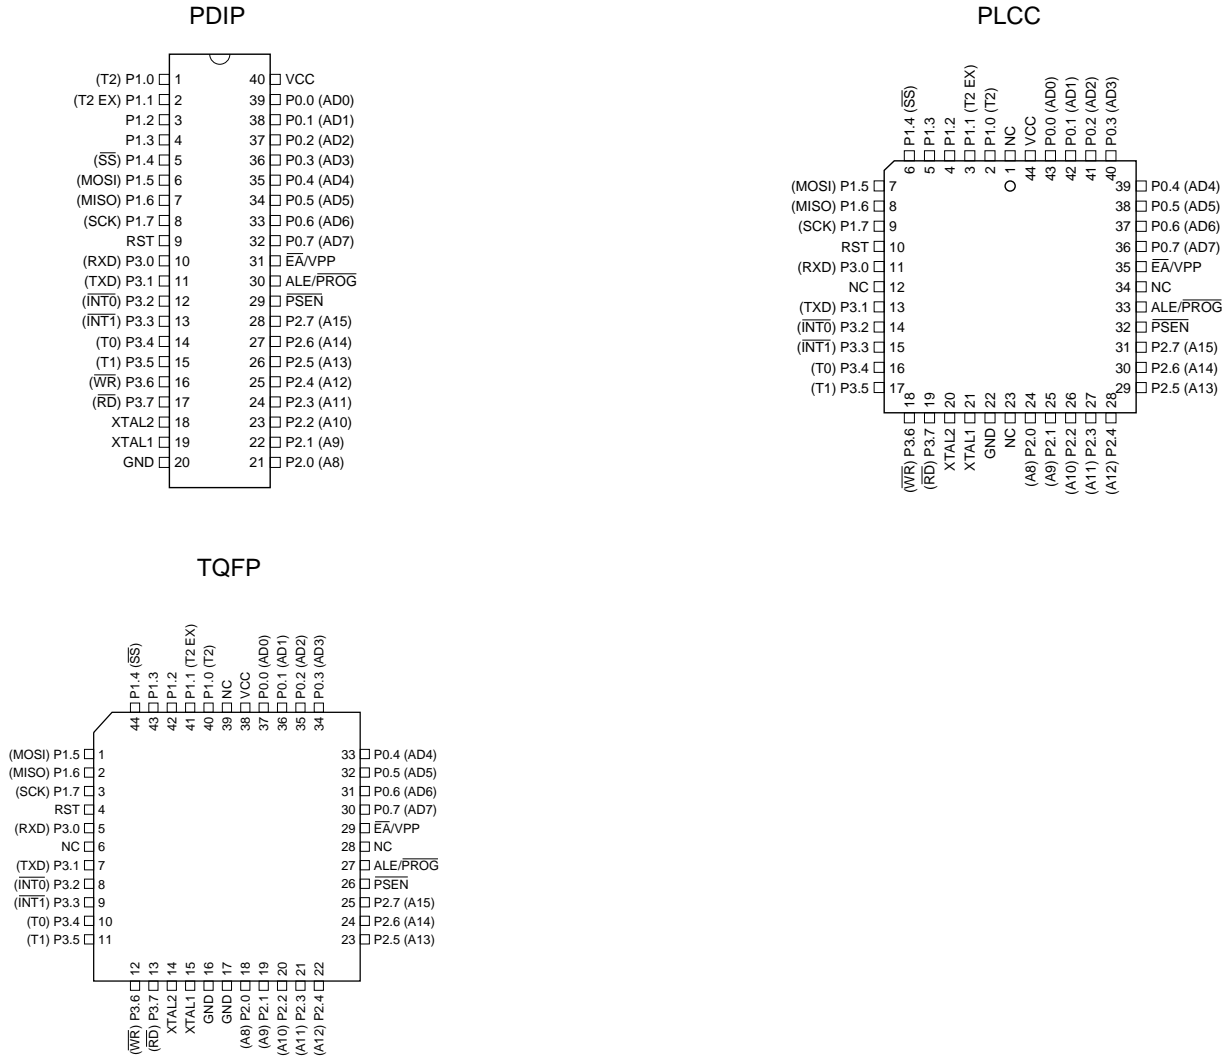 PDIP
(T2) P1.0 1 40 VCC
(T2 EX) P1.1 2 39 P0.0 (AD0)
P1.2 3 38 P0.1 (AD1)
P1.3 4 37 P0.2 (AD2)
(SS) P1.4 5 36 P0.3 (AD3)
(MOSI) P1.5 6 35 P0.4 (AD4)
(MISO) P1.6 7 34 P0.5 (AD5)
(SCK) P1.7 8 33 P0.6 (AD6)
RST 9 32 P0.7 (AD7)
(RXD) P3.0 10 31 EA/VPP
(TXD) P3.1 11 30 ALE/PROG
(INT0) P3.2 12 29 PSEN
(INT1) P3.3 13 28 P2.7 (A15)
(T0) P3.4 14 27 P2.6 (A14)
(T1) P3.5 15 26 P2.5 (A13)
(WR) P3.6 16 25 P2.4 (A12)
(RD) P3.7 17 24 P2.3 (A11)
XTAL2 18 23 P2.2 (A10)
XTAL1 19 22 P2.1 (A9)
GND 20 21 P2.0 (A8)
PLCC
P1.4 (SS)
P1.3
P1.2
P1.1 (T2 EX)
P1.0 (T2)
NC
VCC
P0.0 (AD0)
P0.1 (AD1)
P0.2 (AD2)
P0.3 (AD3)
6 5 4 3 2 1 44 43 42 41 40
(MOSI) P1.5 7 39 P0.4 (AD4)
(MISO) P1.6 8 38 P0.5 (AD5)
(SCK) P1.7 9 37 P0.6 (AD6)
RST 10 36 P0.7 (AD7)
(RXD) P3.0 11 35 EA/VPP
NC 12 34 NC
(TXD) P3.1 13 33 ALE/PROG
(INT0) P3.2 14 32 PSEN
(INT1) P3.3 15 31 P2.7 (A15)
(T0) P3.4 16 30 P2.6 (A14)
(T1) P3.5 17 29 P2.5 (A13)
18 19 20 21 22 23 24 25 26 27 28
(WR) P3.6
(RD) P3.7
XTAL2
XTAL1
GND
NC
(A8) P2.0
(A9) P2.1
(A10) P2.2
(A11) P2.3
(A12) P2.4
TQFP
P1.4 (SS)
P1.3
P1.2
P1.1 (T2 EX)
P1.0 (T2)
NC
VCC
P0.0 (AD0)
P0.1 (AD1)
P0.2 (AD2)
P0.3 (AD3)
44 43 42 41 40 39 38 37 36 35 34
(MOSI) P1.5 1 33 P0.4 (AD4)
(MISO) P1.6 2 32 P0.5 (AD5)
(SCK) P1.7 3 31 P0.6 (AD6)
RST 4 30 P0.7 (AD7)
(RXD) P3.0 5 29 EA/VPP
NC 6 28 NC
(TXD) P3.1 7 27 ALE/PROG
(INT0) P3.2 8 26 PSEN
(INT1) P3.3 9 25 P2.7 (A15)
(T0) P3.4 10 24 P2.6 (A14)
(T1) P3.5 11 23 P2.5 (A13)
12 13 14 15 16 17 18 19 20 21 22
(WR) P3.6
(RD) P3.7
XTAL2
XTAL1
GND
GND
(A8) P2.0
(A9) P2.1
(A10) P2.2
(A11) P2.3
(A12) P2.4